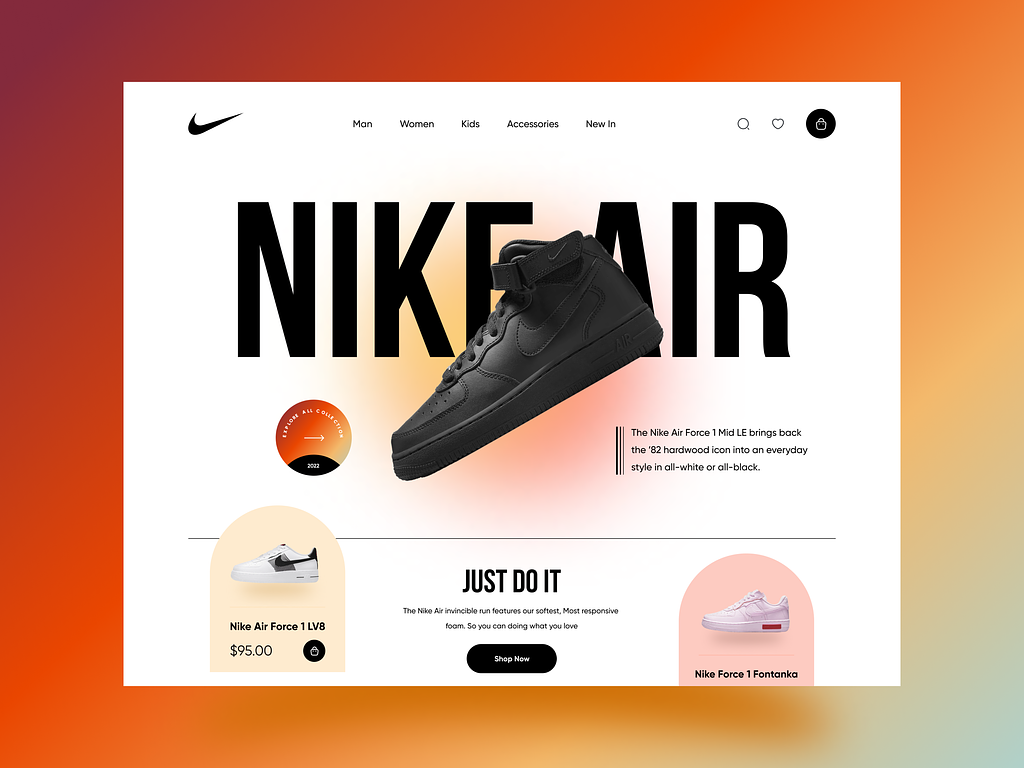 Man Women Kids Accessories New In
NIKE AIR
EXPLORE ALL COLLECTION
2022
The Nike Air Force 1 Mid LE brings back
the '82 hardwood icon into an everyday
style in all-white or all-black.
JUST DO IT
The Nike Air invincible run features our softest, Most responsive
foam. So you can doing what you love
Shop Now
Nike Air Force 1 LV8
$95.00
Nike Force 1 Fontanka